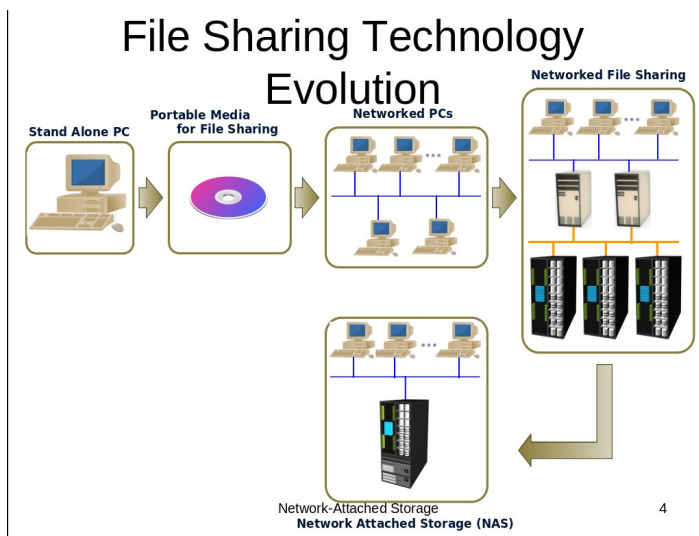 File Sharing Technology
Evolution
Networked File Sharing
Portable Media
for File Sharing
Networked PCs
Stand Alone PC
Network-Attached Storage
4
Network Attached Storage (NAS)